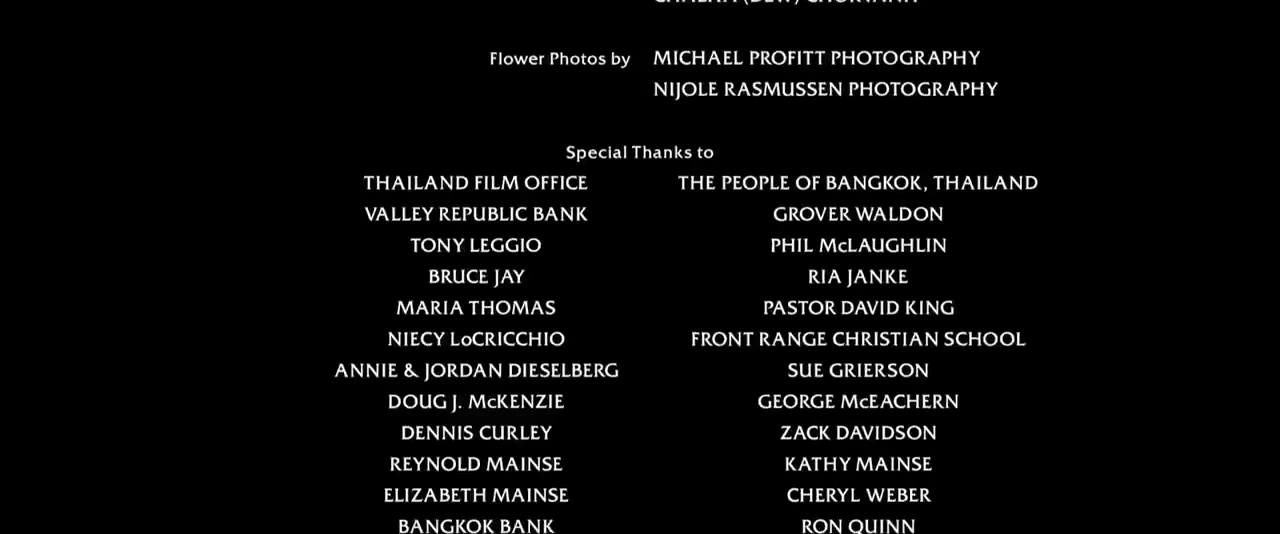 Flower Photos by MICHAEL PROFITT PHOTOGRAPHY
NIJOLE RASMUSSEN PHOTOGRAPHY
Special Thanks to
THAILAND FILM OFFICE THE PEOPLE OF BANGKOK, THAILAND
VALLEY REPUBLIC BANK GROVER WALDON
TONY LEGGIO PHIL McLAUGHLIN
BRUCE JAY RIA JANKE
MARIA THOMAS PASTOR DAVID KING
NIECY LoCRICCHIO FRONT RANGE CHRISTIAN SCHOOL
ANNIE & JORDAN DIESELBERG SUE GRIERSON
DOUG J. McKENZIE GEORGE McEACHERN
DENNIS CURLEY ZACK DAVIDSON
REYNOLD MAINSE KATHY MAINSE
ELIZABETH MAINSE CHERYL WEBER
BANGKOK BANK RON QUINN